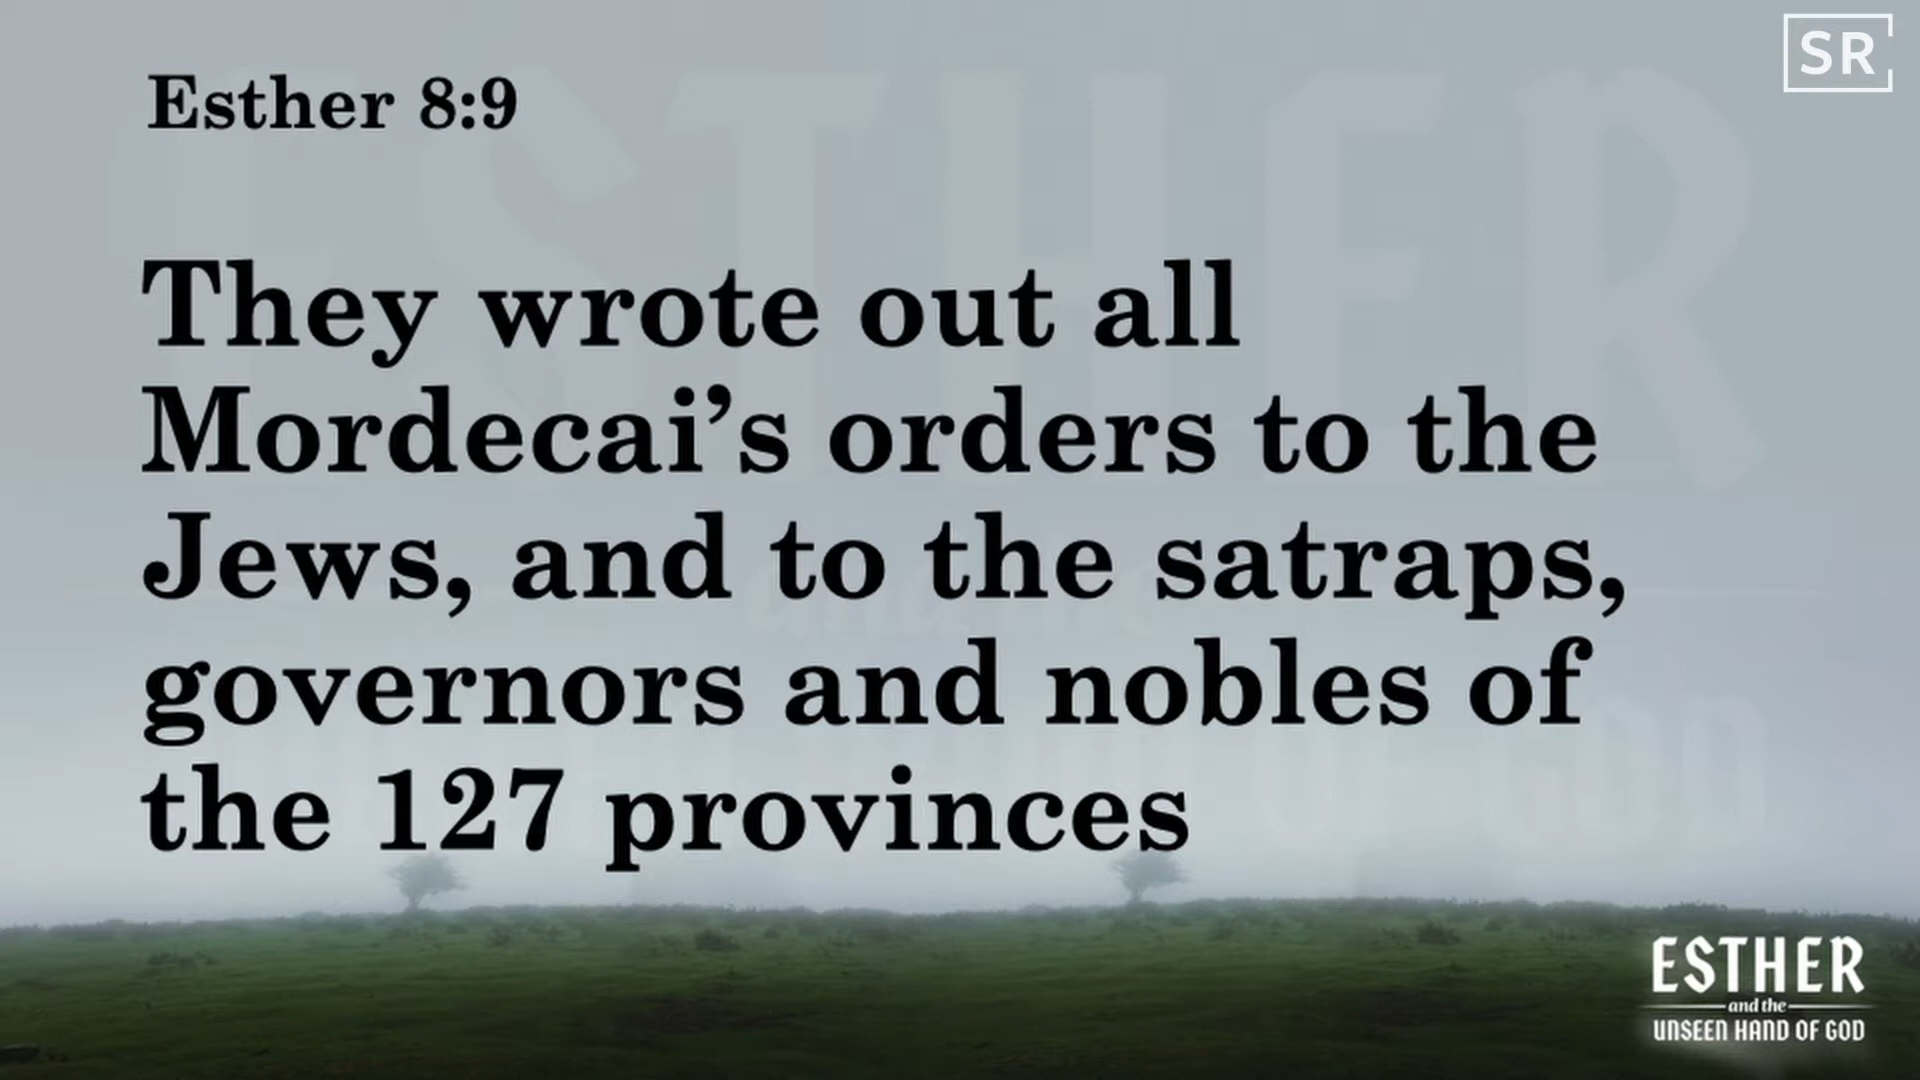 SR
Esther 8:9
They wrote out all
Mordecai’s orders to the
Jews, and to the satraps,
governors and nobles of
the 127 provinces
ESTHER
and the
UNSEEN HAND OF GOD